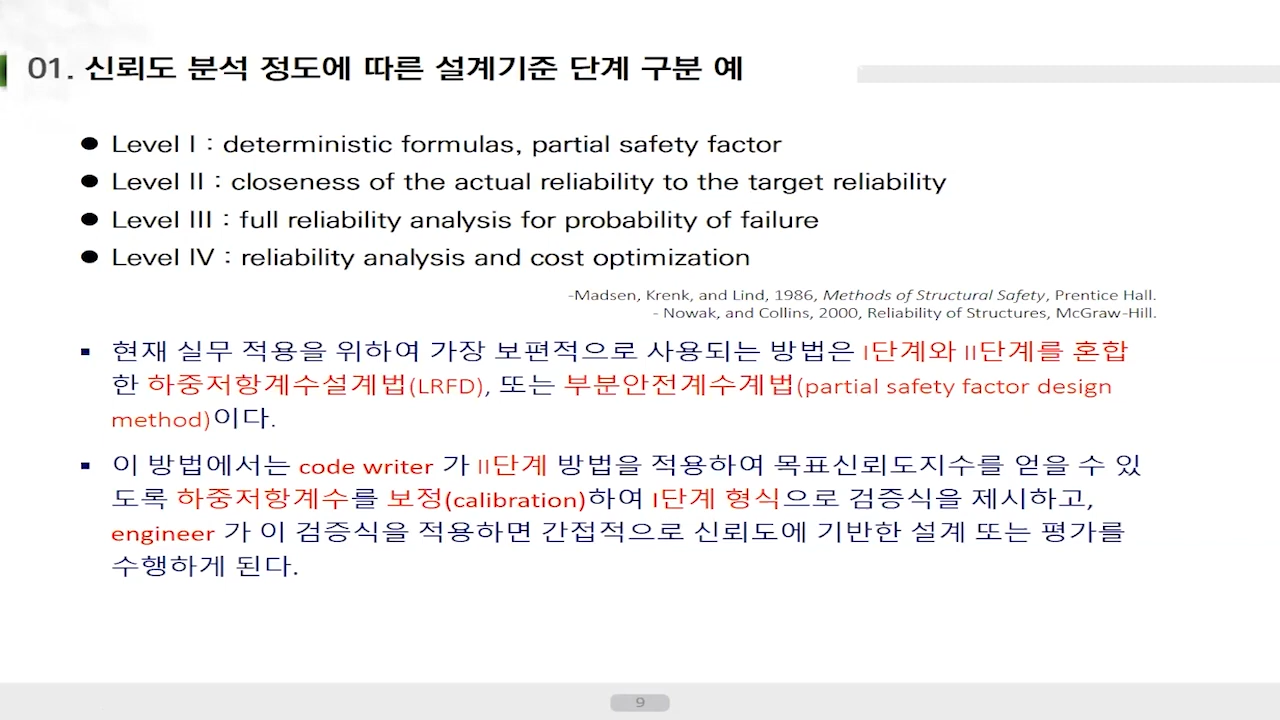 01. 신뢰도 분석 정도에 따른 설계기준 단계 구분 예
● Level I : deterministic formulas, partial safety factor
● Level II : closeness of the actual reliability to the target reliability
● Level III : full reliability analysis for probability of failure
● Level IV : reliability analysis and cost optimization
-Madsen, Krenk, and Lind, 1986, Methods of Structural Safety, Prentice Hall.
- Nowak, and Collins, 2000, Reliability of Structures, McGraw-Hill.
▪ 현재 실무 적용을 위하여 가장 보편적으로 사용되는 방법은 I단계와 II단계를 혼합
한 하중저항계수설계법(LRFD), 또는 부분안전계수계법(partial safety factor design
method)이다.
▪ 이 방법에서는 code writer 가 II단계 방법을 적용하여 목표신뢰도지수를 얻을 수 있
도록 하중저항계수를 보정(calibration)하여 I단계 형식으로 검증식을 제시하고,
engineer 가 이 검증식을 적용하면 간접적으로 신뢰도에 기반한 설계 또는 평가를
수행하게 된다.
9